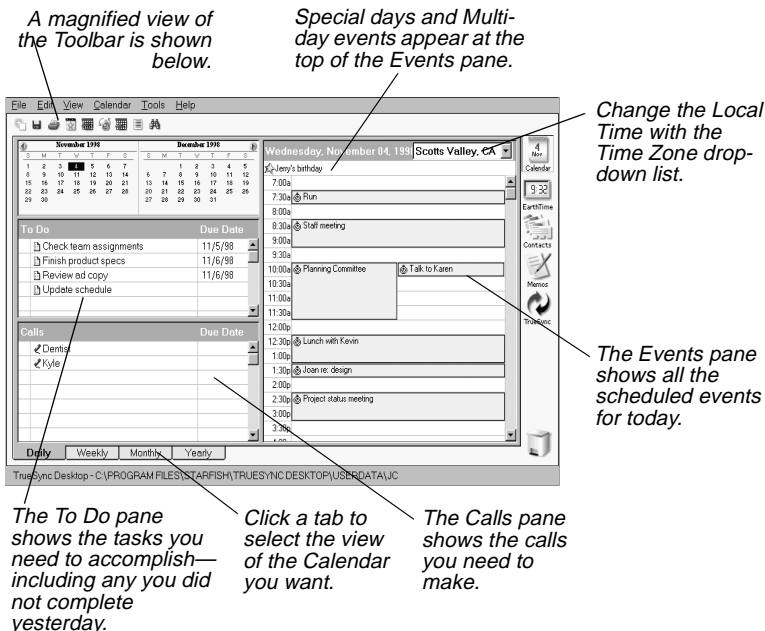 A magnified view of
the Toolbar is shown
below.
Special days and Multi-
day events appear at the
top of the Events pane.
Change the Local
Time with the
Time Zone drop-
down list.
File Edit View Calendar Tools Help
November 1998
S M T W T F S
1 2 3 4 5 6 7
8 9 10 11 12 13 14
15 16 17 18 19 20 21
22 23 24 25 26 27 28
29 30
December 1998
S M T W T F S
1 2 3 4 5
6 7 8 9 10 11 12
13 14 15 16 17 18 19
20 21 22 23 24 25 26
27 28 29 30 31
Wednesday, November 04, 199
Scotts Valley, CA
Jerry's birthday
7:00a
7:30a Run
8:00a
8:30a Staff meeting
9:00a
9:30a
10:00a Planning Committee Talk to Karen
10:30a
11:00a
11:30a
12:00p
12:30p Lunch with Kevin
1:00p
1:30p Joan re: design
2:00p
2:30p Project status meeting
3:00p
3:30p
To Do Due Date
Check team assignments 11/5/98
Finish product specs 11/6/98
Review ad copy 11/6/98
Update schedule
Calls Due Date
Dentist
Kyle
4
Nov
Calendar
9:32
EarthTime
Contacts
Memos
TrueSync
Daily Weekly Monthly Yearly
TrueSync Desktop - C:\PROGRAM FILES\STARFISH\TRUESYNC DESKTOP\USERDATA\JC
The Events pane
shows all the
scheduled events
for today.
The To Do pane
shows the tasks you
need to accomplish—
including any you did
not complete
yesterday.
Click a tab to
select the view
of the Calendar
you want.
The Calls pane
shows the calls
you need to
make.